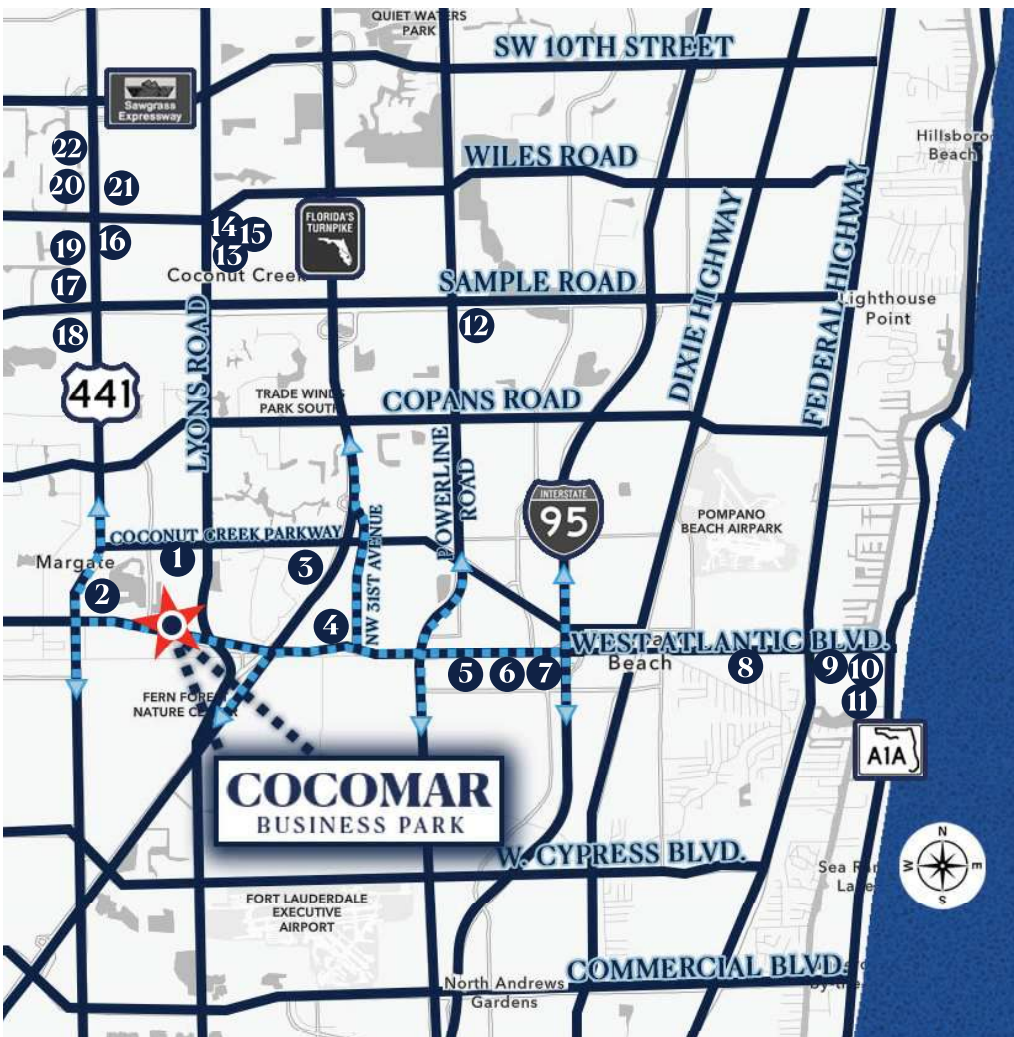 QUIET WATERS
PARK
SW 10TH STREET
Sawgrass
Expressway
Hillsboro
Beach
22
WILES ROAD
20
21
FLORIDA'S
TURNPIKE
14
15
19
16
13
Coconut Creek
17
SAMPLE ROAD
Lighthouse
Point
18
12
DIXIE HIGHWAY
FEDERAL HIGHWAY
441
LYONS ROAD
TRADE WINDS
PARK SOUTH
COPANS ROAD
POWERLINE
ROAD
INTERSTATE
95
POMPANO
BEACH AIRPARK
COCONUT CREEK PARKWAY
NW 31ST AVENUE
Margate
1
3
2
4
WEST ATLANTIC BLVD.
Beach
5
6
7
8
9
10
11
FERN FOREST
NATURE CE
A1A
COCOMAR
BUSINESS PARK
W. CYPRESS BLVD.
N
W
E
S
Sea Ran
Lake
FORT LAUDERDALE
EXECUTIVE
AIRPORT
COMMERCIAL BLVD.
North Andrews
Gardens